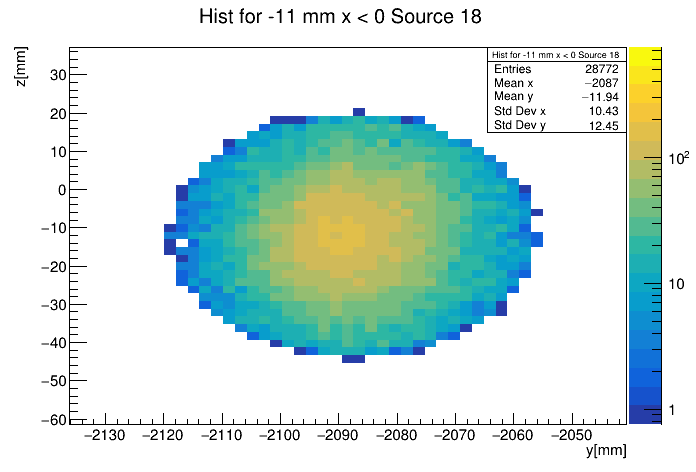 Hist for -11 mm x < 0 Source 18
z[mm]
Hist for -11 mm x < 0 Source 18
Entries 28772
Mean x −2087
Mean y −11.94
Std Dev x 10.43
Std Dev y 12.45
30
20
10
0
−10
−20
−30
−40
−50
−60
10²
10
1
−2130 −2120 −2110 −2100 −2090 −2080 −2070 −2060 −2050
y[mm]